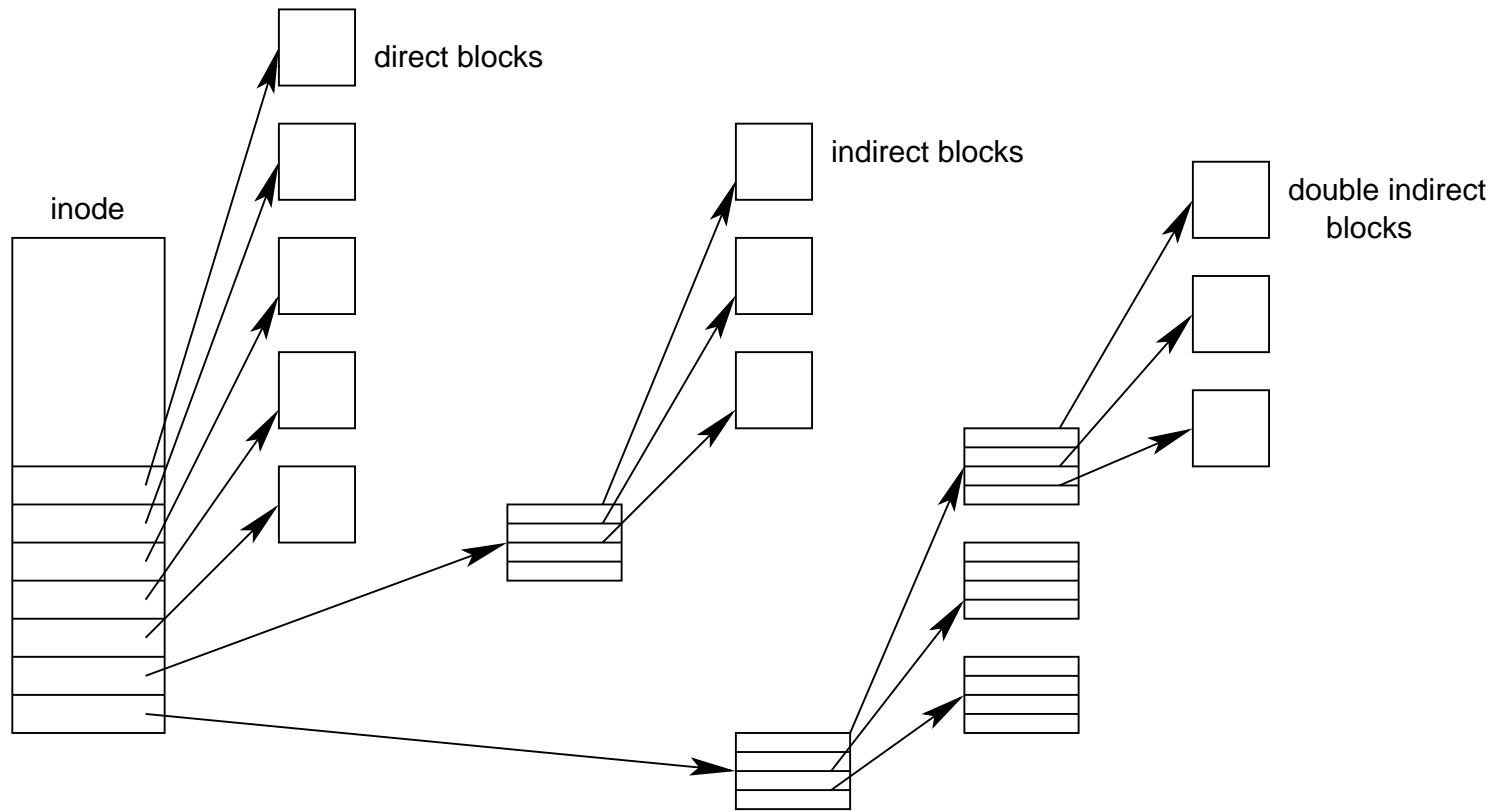 direct blocks
indirect blocks
double indirect
blocks
inode